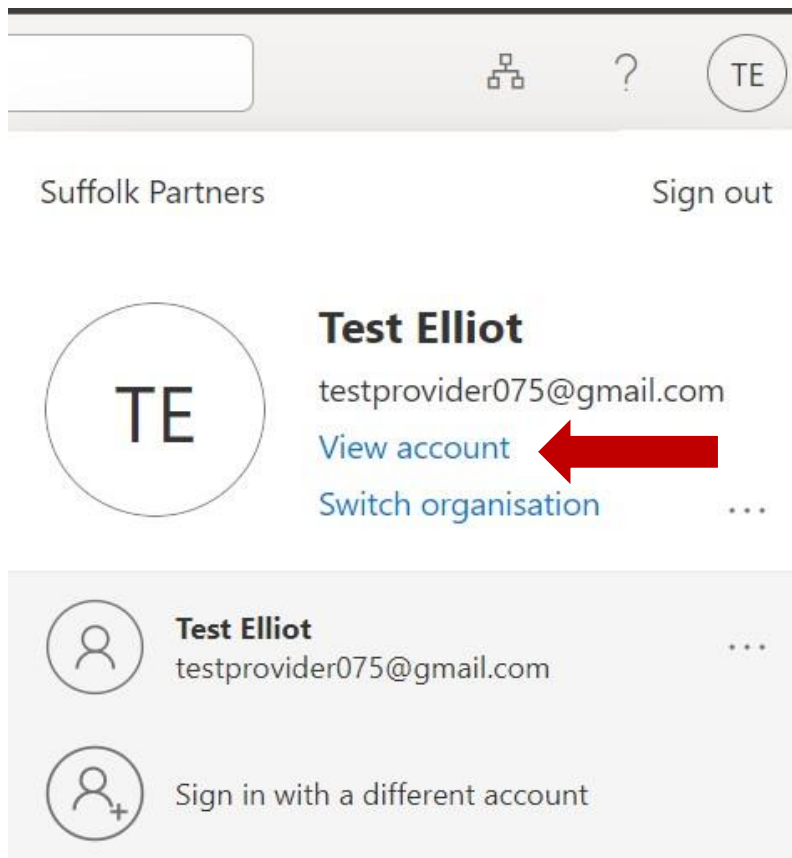 ? TE
Suffolk Partners Sign out
TE
Test Elliot
testprovider075@gmail.com
View account
Switch organisation ...
Test Elliot
testprovider075@gmail.com ...
Sign in with a different account